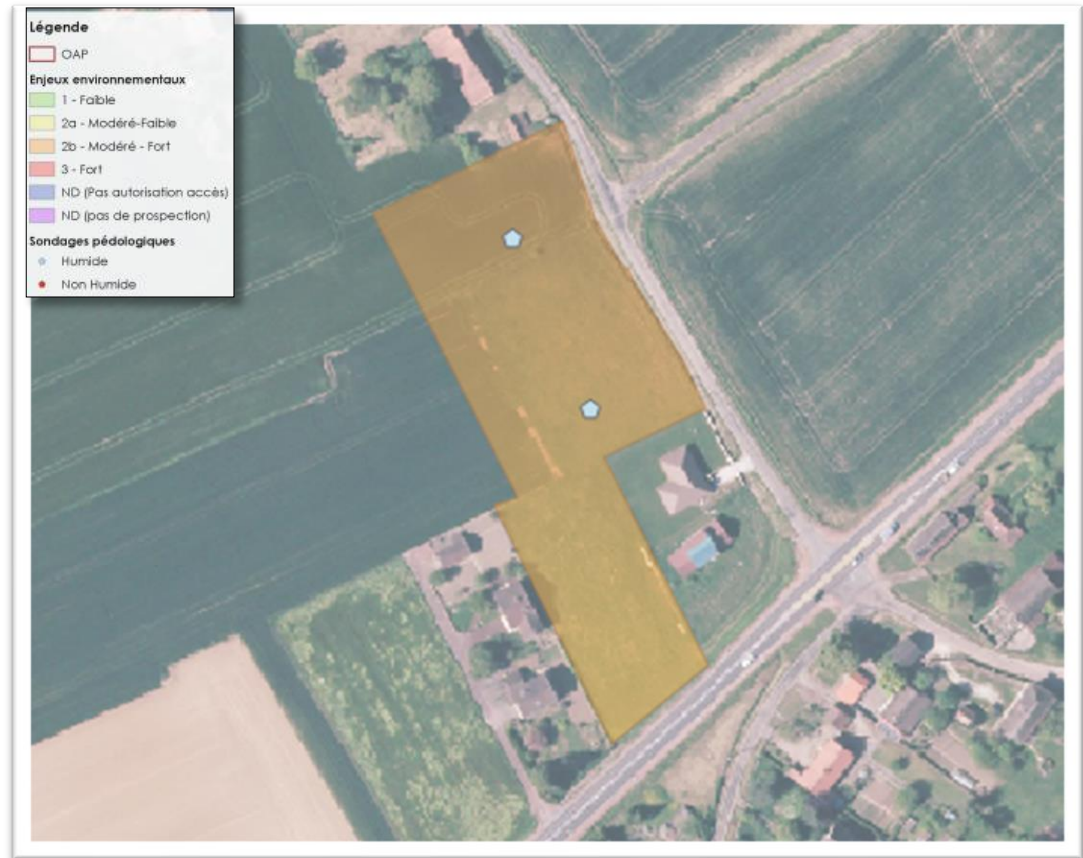 Légende
OAP
Enjeux environnementaux
1 - Faible
2a - Modéré-Faible
2b - Modéré - Fort
3 - Fort
ND (Pas autorisation accès)
ND (pas de prospection)
Sondages pédologiques
Humide
Non Humide